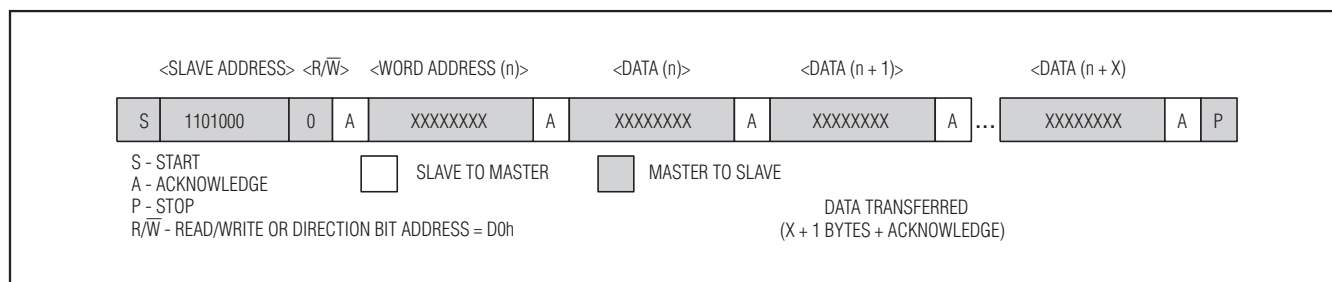 <SLAVE ADDRESS> <R/W̅> <WORD ADDRESS (n)> <DATA (n)> <DATA (n + 1)> <DATA (n + X)
S 1101000 0 A XXXXXXXX A XXXXXXXX A XXXXXXXX A ... XXXXXXXX A P
S - START
A - ACKNOWLEDGE
P - STOP
R/W̅ - READ/WRITE OR DIRECTION BIT ADDRESS = D0h
SLAVE TO MASTER
MASTER TO SLAVE
DATA TRANSFERRED
(X + 1 BYTES + ACKNOWLEDGE)